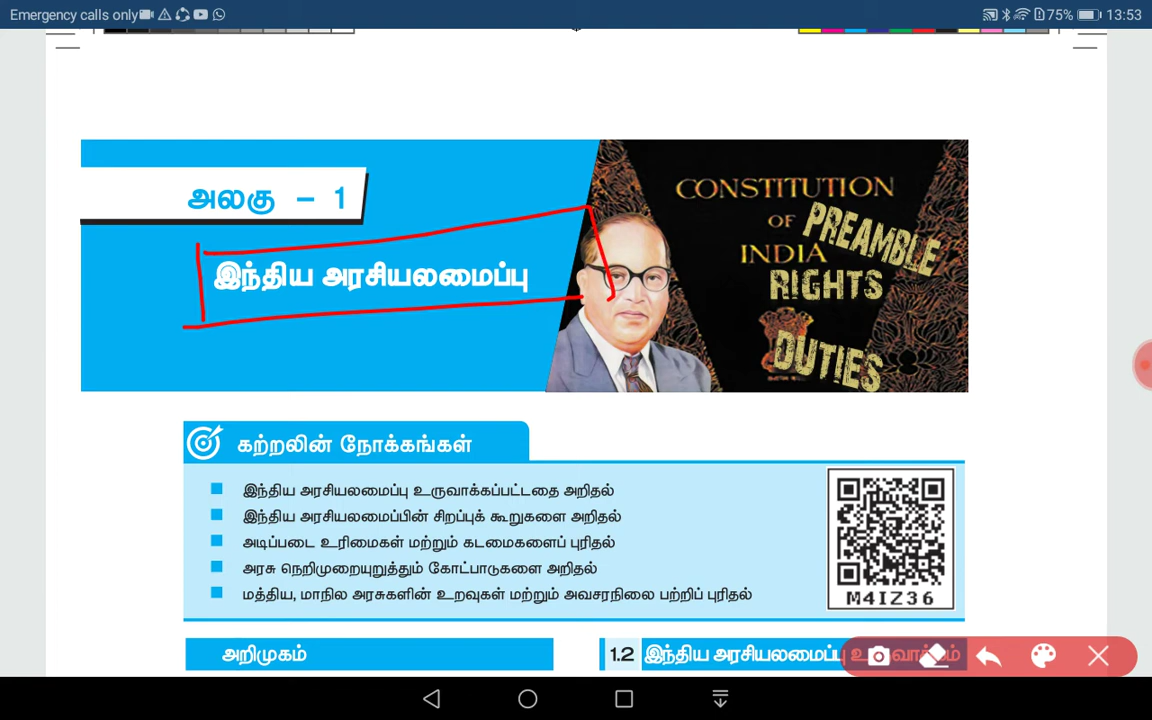 Emergency calls only
75% 13:53
அலகு – 1
இந்திய அரசியலமைப்பு
CONSTITUTION
OF
INDIA
PREAMBLE
RIGHTS
DUTIES
கற்றலின் நோக்கங்கள்
இந்திய அரசியலமைப்பு உருவாக்கப்பட்டதை அறிதல்
இந்திய அரசியலமைப்பின் சிறப்புக் கூறுகளை அறிதல்
அடிப்படை உரிமைகள் மற்றும் கடமைகளைப் புரிதல்
அரசு நெறிமுறையுறுத்தும் கோட்பாடுகளை அறிதல்
மத்திய, மாநில அரசுகளின் உறவுகள் மற்றும் அவசரநிலை பற்றிப் புரிதல்
M4IZ36
அறிமுகம்
1.2 இந்திய அரசியலமைப்பு உருவாக்கம்